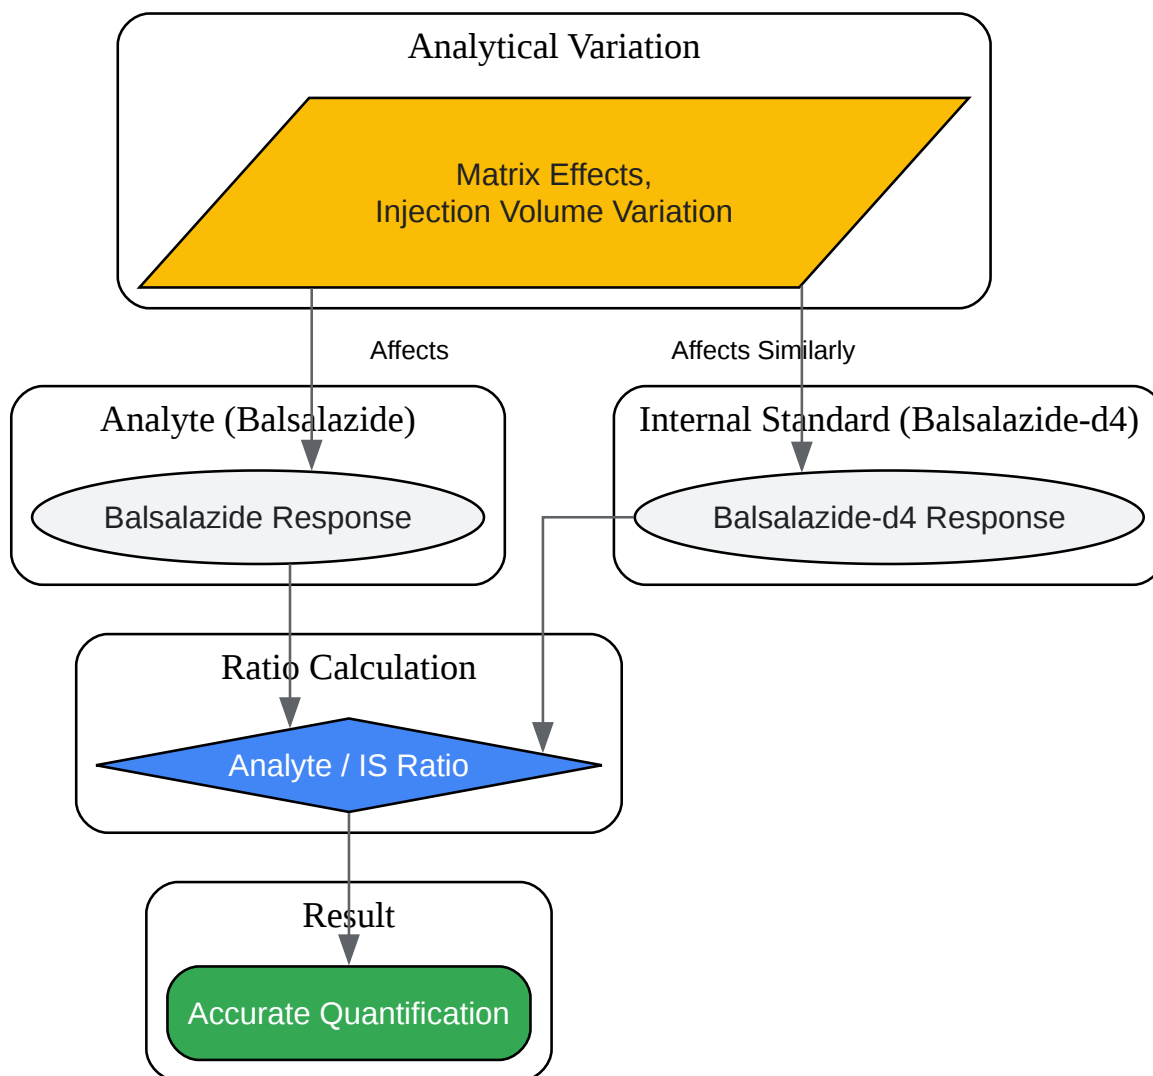 Analytical Variation
Matrix Effects,
Injection Volume Variation
Affects
Affects Similarly
Analyte (Balsalazide)
Internal Standard (Balsalazide-d4)
Balsalazide Response
Balsalazide-d4 Response
Ratio Calculation
Analyte / IS Ratio
Result
Accurate Quantification